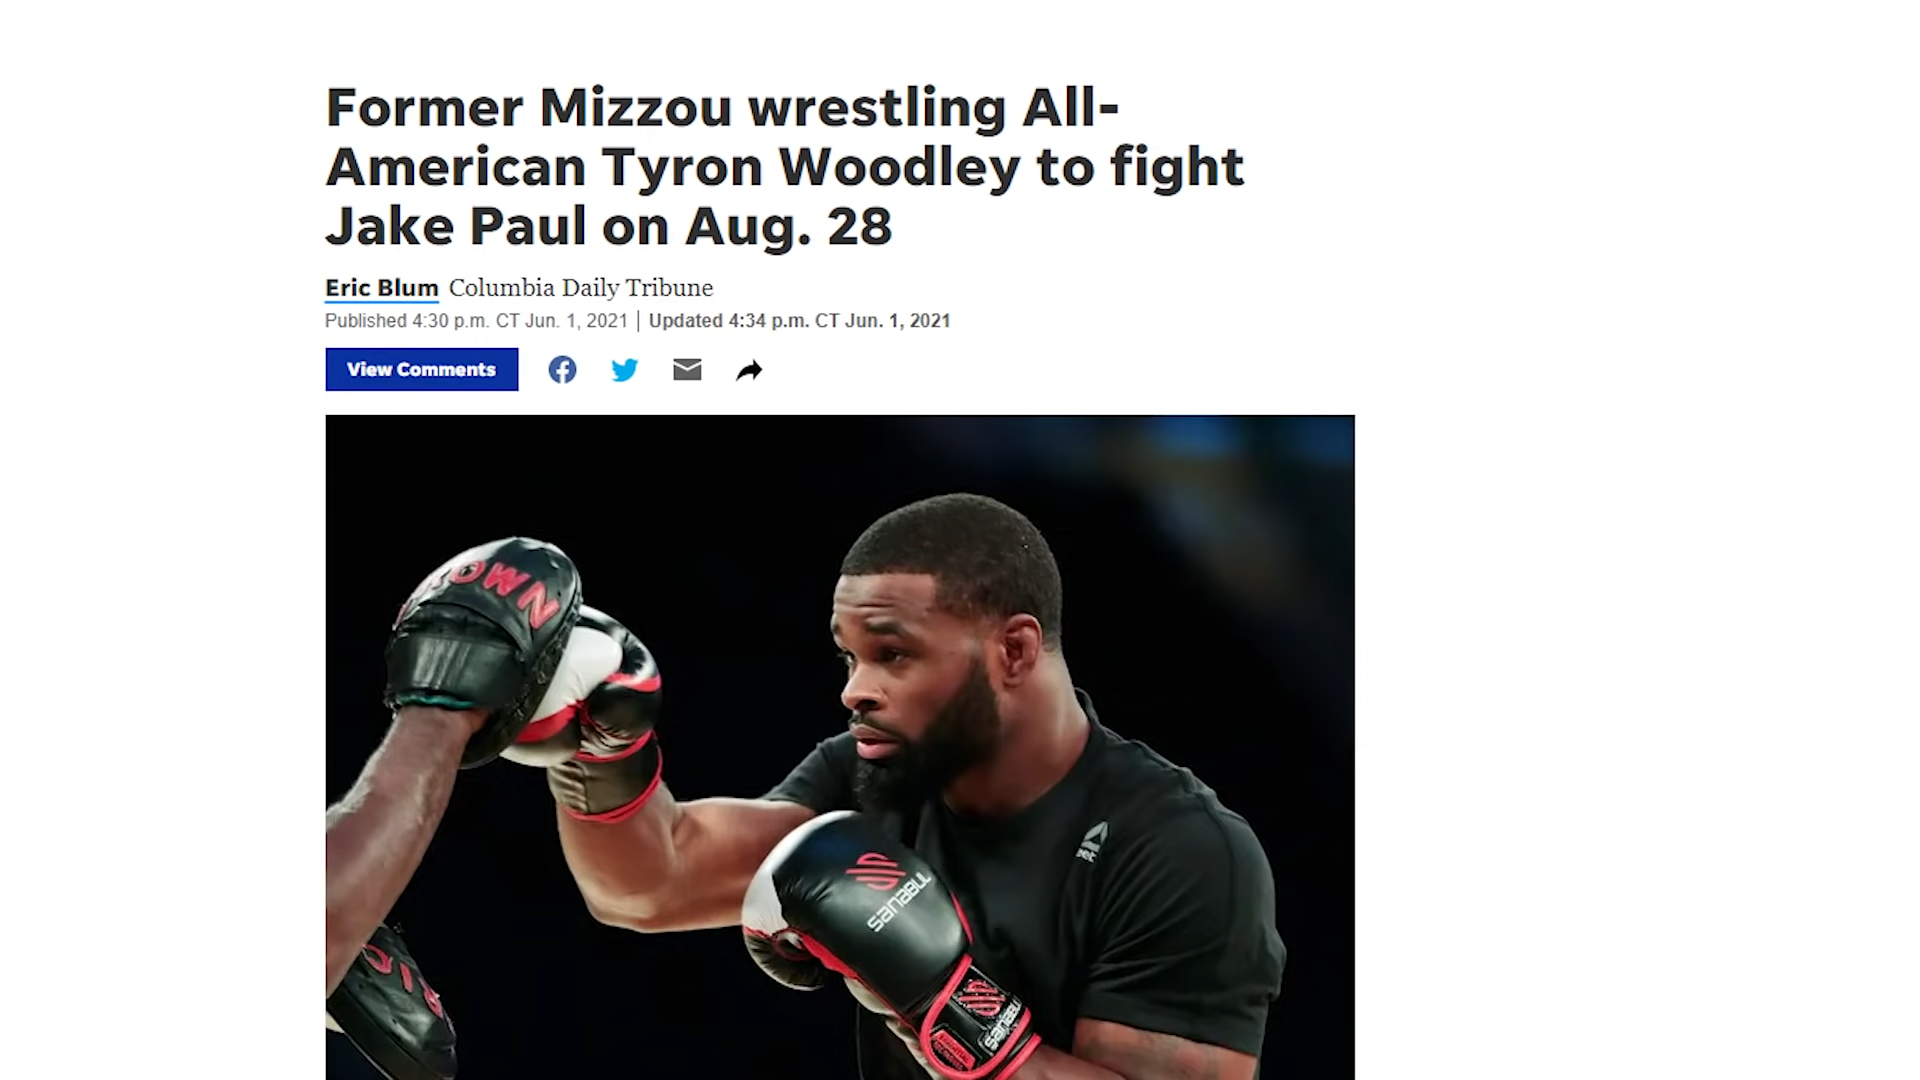 Former Mizzou wrestling All-
American Tyron Woodley to fight
Jake Paul on Aug. 28
Eric Blum Columbia Daily Tribune
Published 4:30 p.m. CT Jun. 1, 2021 | Updated 4:34 p.m. CT Jun. 1, 2021
View Comments
sanabul
sanabul